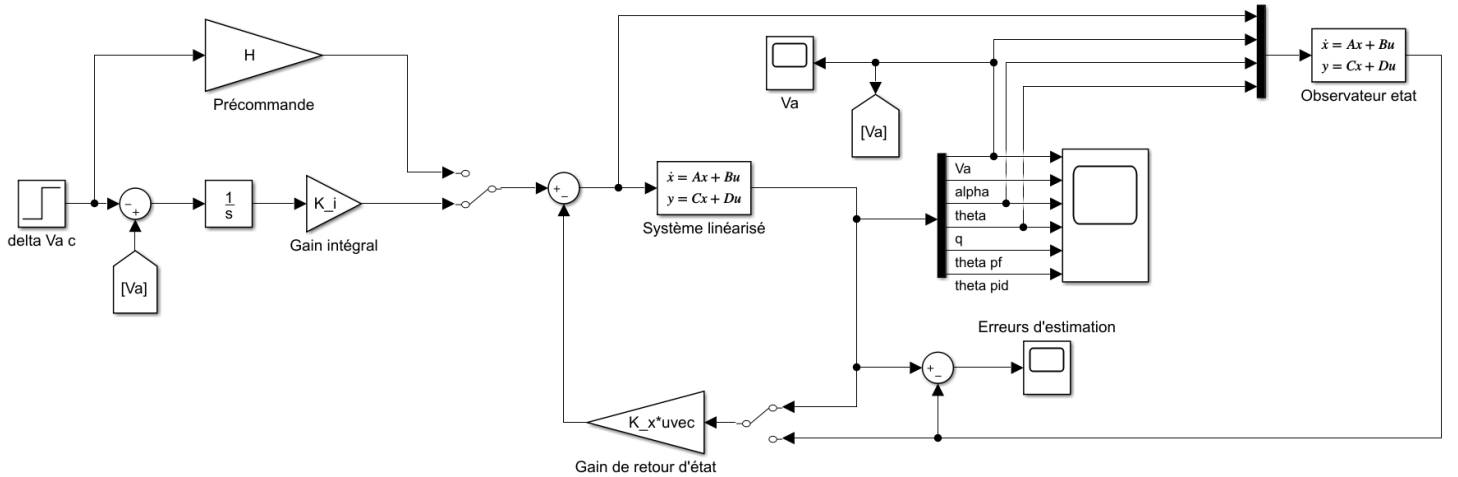 H
Précommande
delta Va c
− +
[Va]
1
s
K_i
Gain intégral
+ −
ẋ = Ax + Bu
y = Cx + Du
Système linéarisé
Va
[Va]
Va
alpha
theta
q
theta pf
theta pid
ẋ = Ax + Bu
y = Cx + Du
Observateur etat
Erreurs d'estimation
+ −
K_x*uvec
Gain de retour d'état